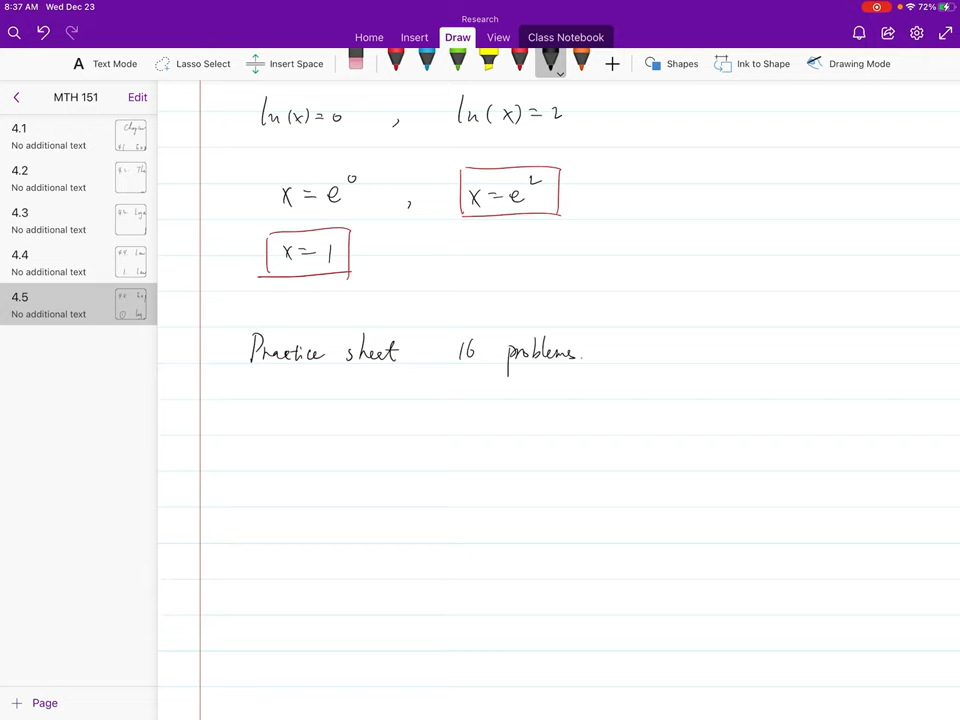 8:37 AM Wed Dec 23
72%
Research
Home Insert Draw View Class Notebook
Text Mode Lasso Select Insert Space Shapes Ink to Shape Drawing Mode
MTH 151 Edit
4.1
No additional text
4.2
No additional text
4.3
No additional text
4.4
No additional text
4.5
No additional text
Page
ln(x)=0 , ln(x)=2
x=e⁰ , x=e²
x=1
Practice sheet 16 problems.